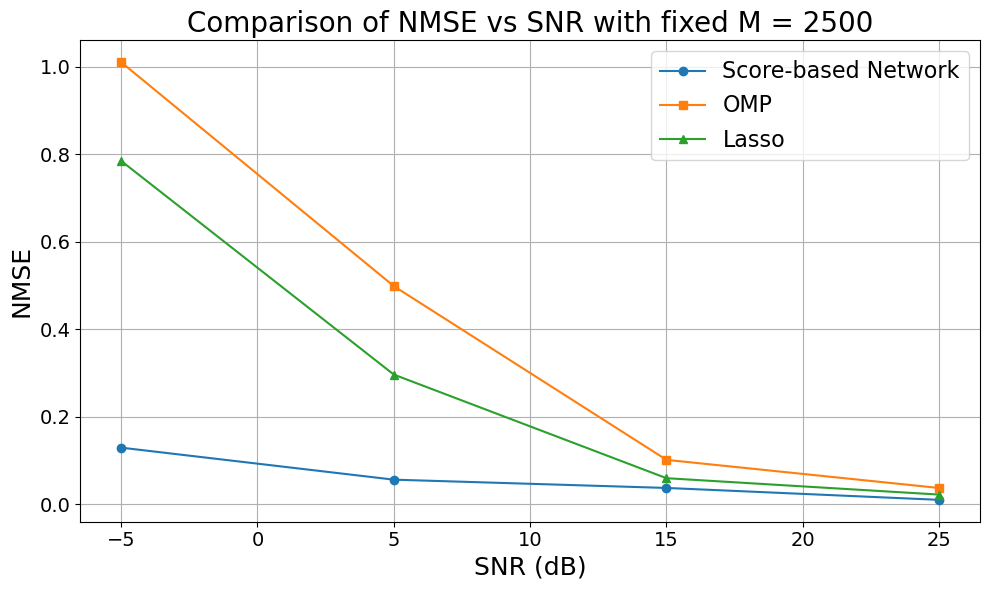 Comparison of NMSE vs SNR with fixed M = 2500
Score-based Network
OMP
Lasso
NMSE
1.0
0.8
0.6
0.4
0.2
0.0
−5
0
5
10
15
20
25
SNR (dB)